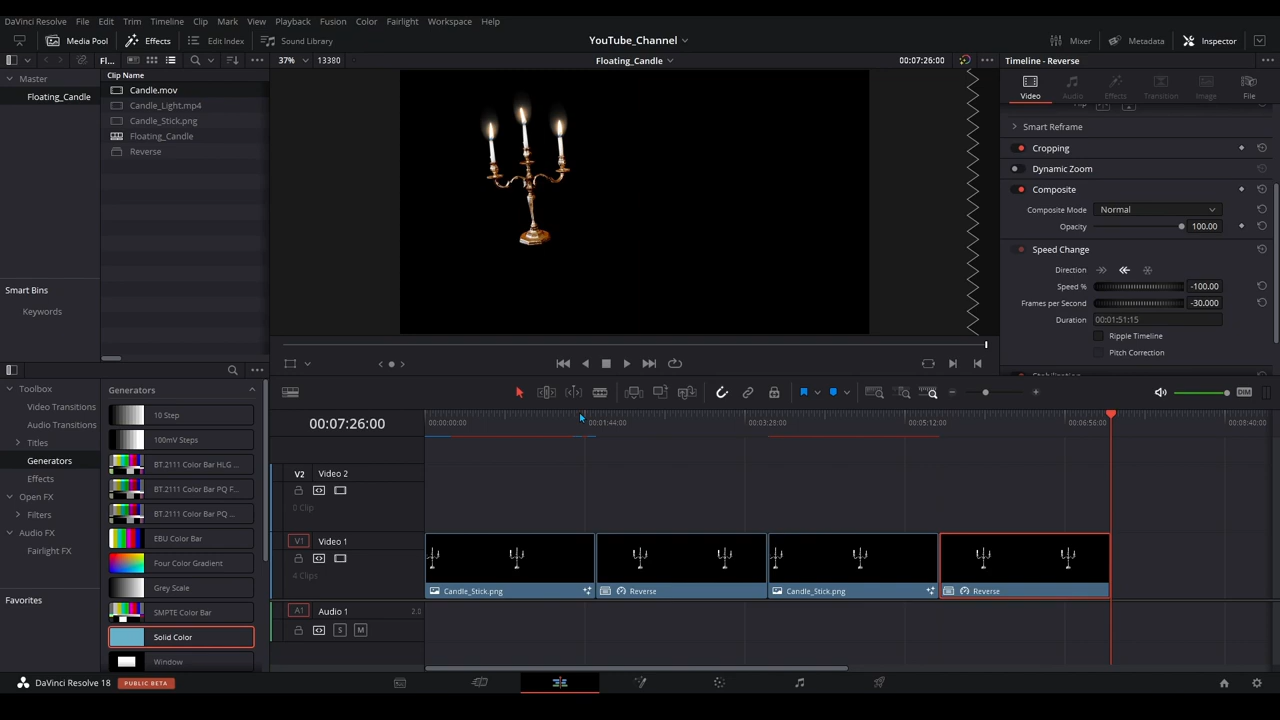 DaVinci Resolve File Edit Trim Timeline Clip Mark View Playback Fusion Color Fairlight Workspace Help
Media Pool Effects Edit Index Sound Library YouTube_Channel Mixer Metadata Inspector
Fl... 37% 13380 Floating_Candle 00:07:26:00 Timeline - Reverse
Master
Floating_Candle
Clip Name
Candle.mov
Candle_Light.mp4
Candle_Stick.png
Floating_Candle
Reverse
Smart Bins
Keywords
Video Audio Effects Transition Image File
Smart Reframe
Cropping
Dynamic Zoom
Composite
Composite Mode Normal
Opacity 100.00
Speed Change
Direction
Speed % -100.00
Frames per Second -30.000
Duration 00:01:51:15
Ripple Timeline
Pitch Correction
Toolbox
Video Transitions
Audio Transitions
Titles
Generators
Effects
Open FX
Filters
Audio FX
Fairlight FX
Favorites
Generators
10 Step
100mV Steps
BT.2111 Color Bar HLG ...
BT.2111 Color Bar PQ F...
BT.2111 Color Bar PQ ...
EBU Color Bar
Four Color Gradient
Grey Scale
SMPTE Color Bar
Solid Color
Window
DIM
00:07:26:00
00:00:00:00 00:01:44:00 00:03:28:00 00:05:12:00 00:06:56:00 00:08:40:00
V2 Video 2
0 Clip
V1 Video 1
4 Clips
Candle_Stick.png Reverse Candle_Stick.png Reverse
A1 Audio 1 2.0
S M
DaVinci Resolve 18 PUBLIC BETA